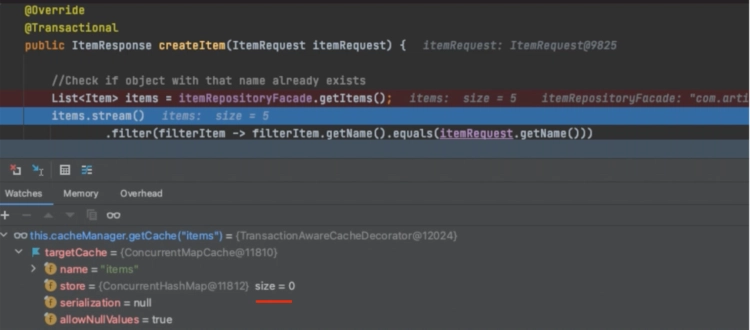 @Override
@Transactional
public ItemResponse createItem(ItemRequest itemRequest) { itemRequest: ItemRequest@9825
//Check if object with that name already exists
List<Item> items = itemRepositoryFacade.getItems(); items: size = 5 itemRepositoryFacade: "com.arti
items.stream() items: size = 5
.filter(filterItem -> filterItem.getName().equals(itemRequest.getName()))
Watches Memory Overhead
this.cacheManager.getCache("items") = {TransactionAwareCacheDecorator@12024}
targetCache = {ConcurrentMapCache@11810}
name = "items"
store = {ConcurrentHashMap@11812} size = 0
serialization = null
allowNullValues = true